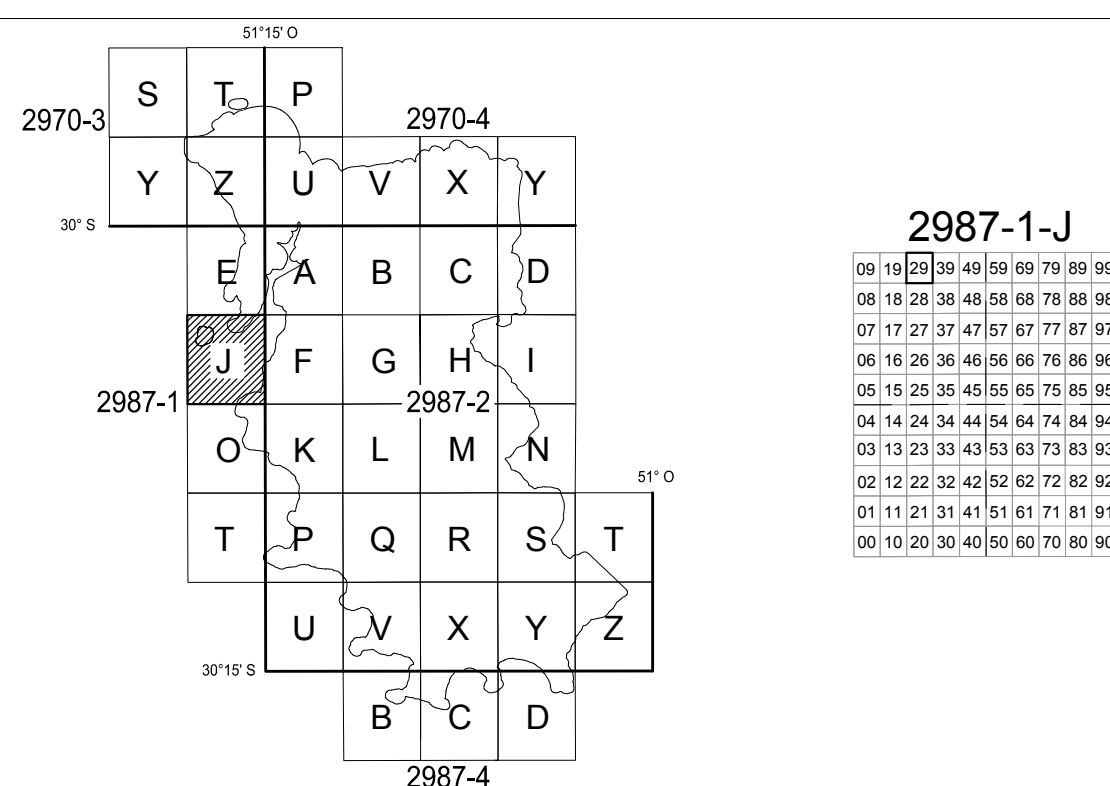 51°15' O
S T P
2970-3 2970-4
Y Z U V X Y
30° S
E A B C D
J F G H I
2987-1 2987-2
O K L M N
51° O
T P Q R S T
U V X Y Z
30°15' S
B C D
2987-4
2987-1-J
09 19 29 39 49 59 69 79 89 99
08 18 28 38 48 58 68 78 88 98
07 17 27 37 47 57 67 77 87 97
06 16 26 36 46 56 66 76 86 96
05 15 25 35 45 55 65 75 85 95
04 14 24 34 44 54 64 74 84 94
03 13 23 33 43 53 63 73 83 93
02 12 22 32 42 52 62 72 82 92
01 11 21 31 41 51 61 71 81 91
00 10 20 30 40 50 60 70 80 90